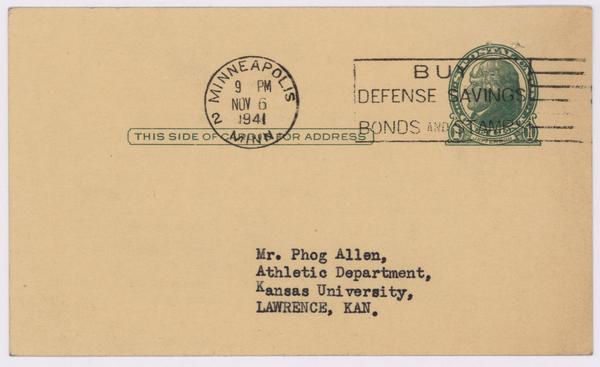 MINNEAPOLIS
9 PM
NOV 6
1941
2 MINN.
BUY
DEFENSE SAVINGS
BONDS AND STAMPS
THIS SIDE OF CARD IS FOR ADDRESS
Mr. Phog Allen,
Athletic Department,
Kansas University,
LAWRENCE, KAN.